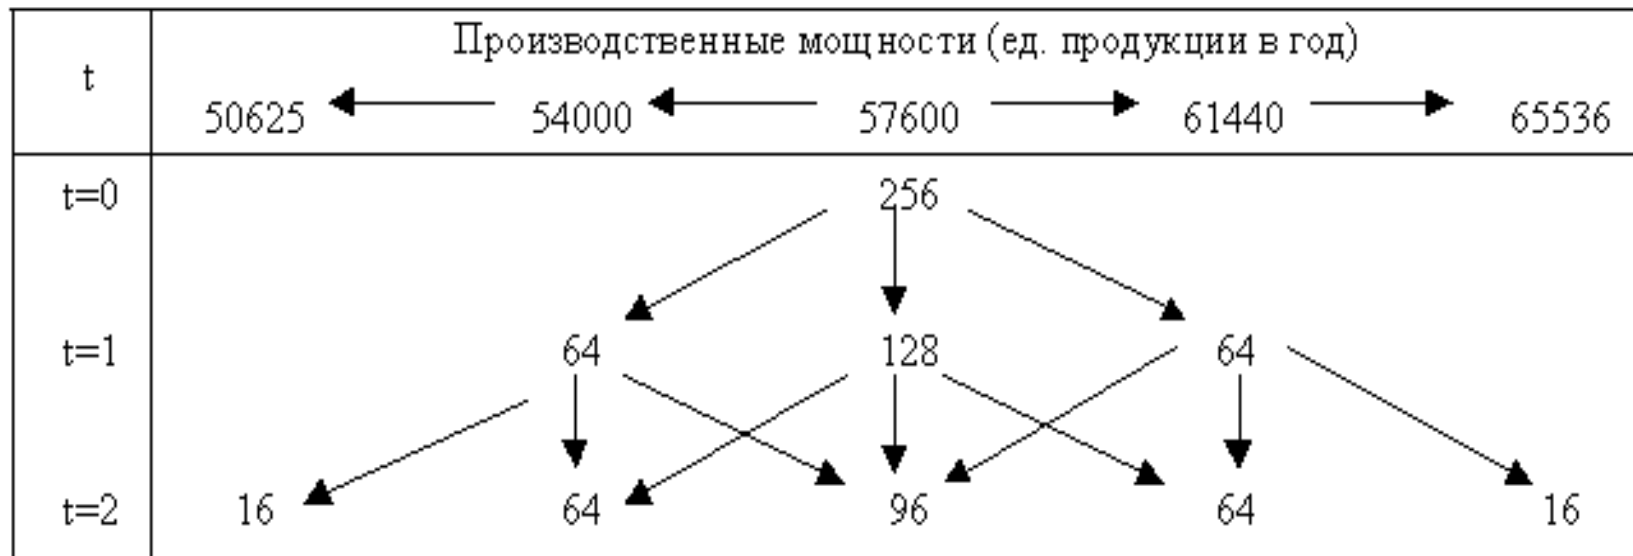 t
Производственные мощности (ед. продукции в год)
50625 54000 57600 61440 65536
t=0 256
t=1 64 128 64
t=2 16 64 96 64 16